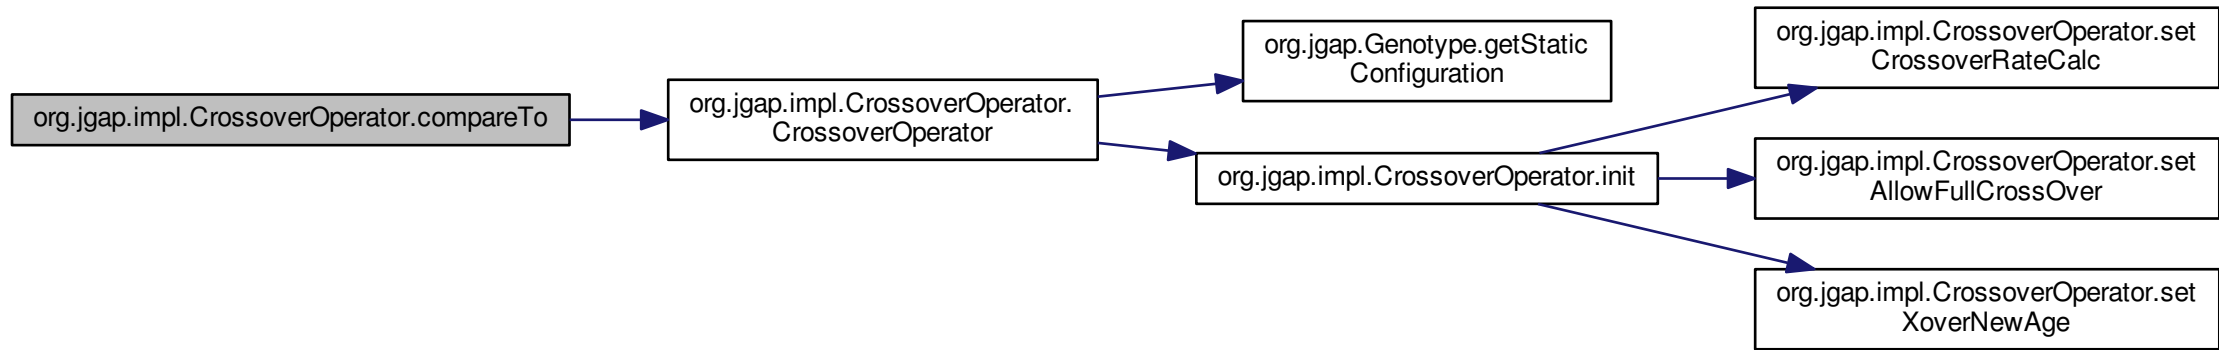 org.jgap.impl.CrossoverOperator.compareTo
org.jgap.impl.CrossoverOperator.
CrossoverOperator
org.jgap.Genotype.getStatic
Configuration
org.jgap.impl.CrossoverOperator.init
org.jgap.impl.CrossoverOperator.set
CrossoverRateCalc
org.jgap.impl.CrossoverOperator.set
AllowFullCrossOver
org.jgap.impl.CrossoverOperator.set
XoverNewAge